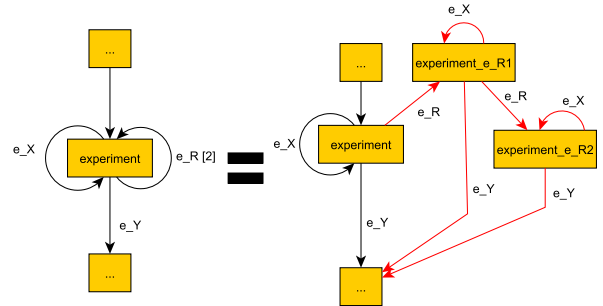 ...
e_X
experiment
e_R [2]
e_Y
...
...
e_X
experiment
e_R
e_Y
...
e_X
experiment_e_R1
e_R
e_X
experiment_e_R2
e_Y
e_Y